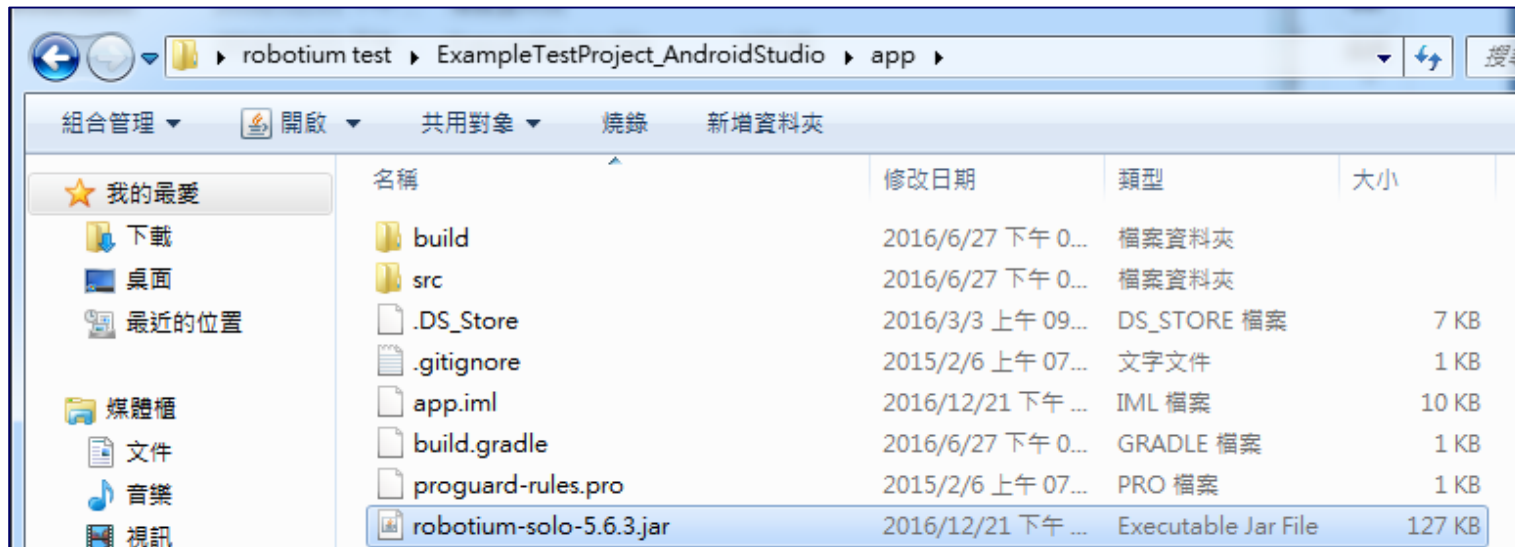 robotium test ExampleTestProject_AndroidStudio app
組合管理 開啟 共用對象 燒錄 新增資料夾
我的最愛
下載
桌面
最近的位置
媒體櫃
文件
音樂
視訊
名稱 修改日期 類型 大小
build 2016/6/27 下午 0... 檔案資料夾
src 2016/6/27 下午 0... 檔案資料夾
.DS_Store 2016/3/3 上午 09... DS_STORE 檔案 7 KB
.gitignore 2015/2/6 上午 07... 文字文件 1 KB
app.iml 2016/12/21 下午 ... IML 檔案 10 KB
build.gradle 2016/6/27 下午 0... GRADLE 檔案 1 KB
proguard-rules.pro 2015/2/6 上午 07... PRO 檔案 1 KB
robotium-solo-5.6.3.jar 2016/12/21 下午 ... Executable Jar File 127 KB